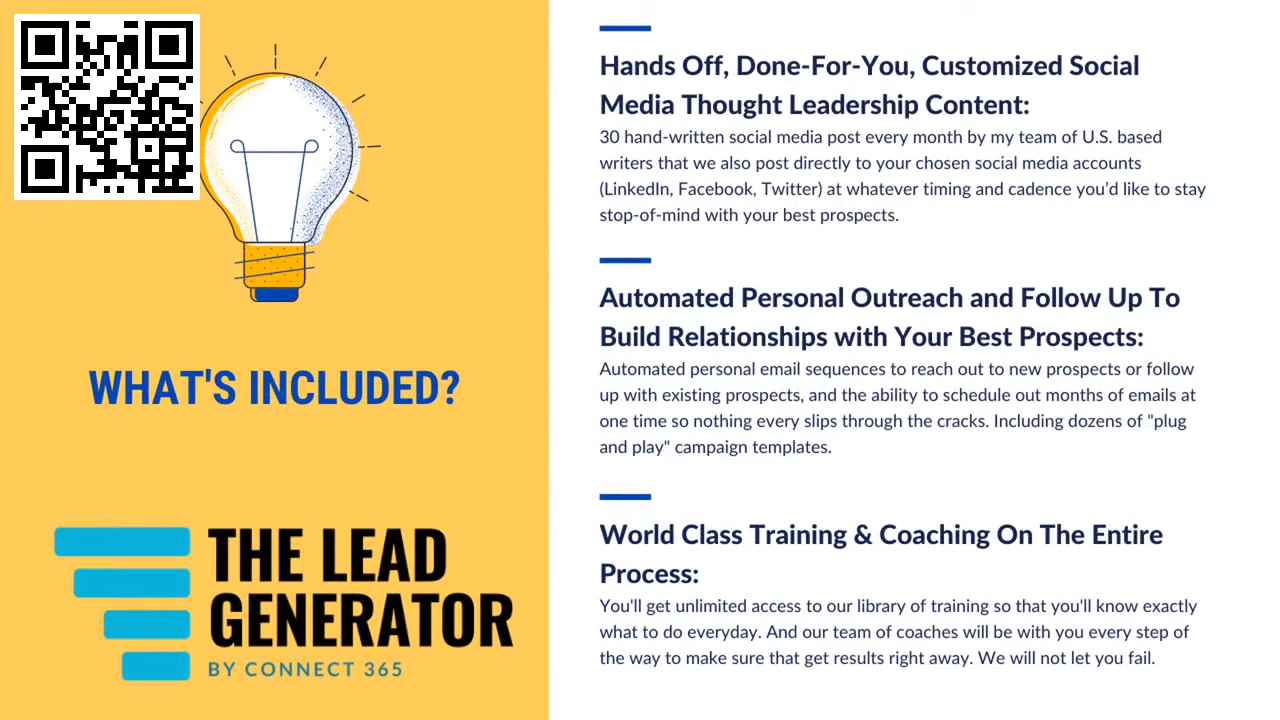 WHAT'S INCLUDED?
THE LEAD
GENERATOR
BY CONNECT 365
Hands Off, Done-For-You, Customized Social
Media Thought Leadership Content:
30 hand-written social media post every month by my team of U.S. based
writers that we also post directly to your chosen social media accounts
(LinkedIn, Facebook, Twitter) at whatever timing and cadence you’d like to stay
stop-of-mind with your best prospects.
Automated Personal Outreach and Follow Up To
Build Relationships with Your Best Prospects:
Automated personal email sequences to reach out to new prospects or follow
up with existing prospects, and the ability to schedule out months of emails at
one time so nothing every slips through the cracks. Including dozens of "plug
and play" campaign templates.
World Class Training & Coaching On The Entire
Process:
You'll get unlimited access to our library of training so that you'll know exactly
what to do everyday. And our team of coaches will be with you every step of
the way to make sure that get results right away. We will not let you fail.